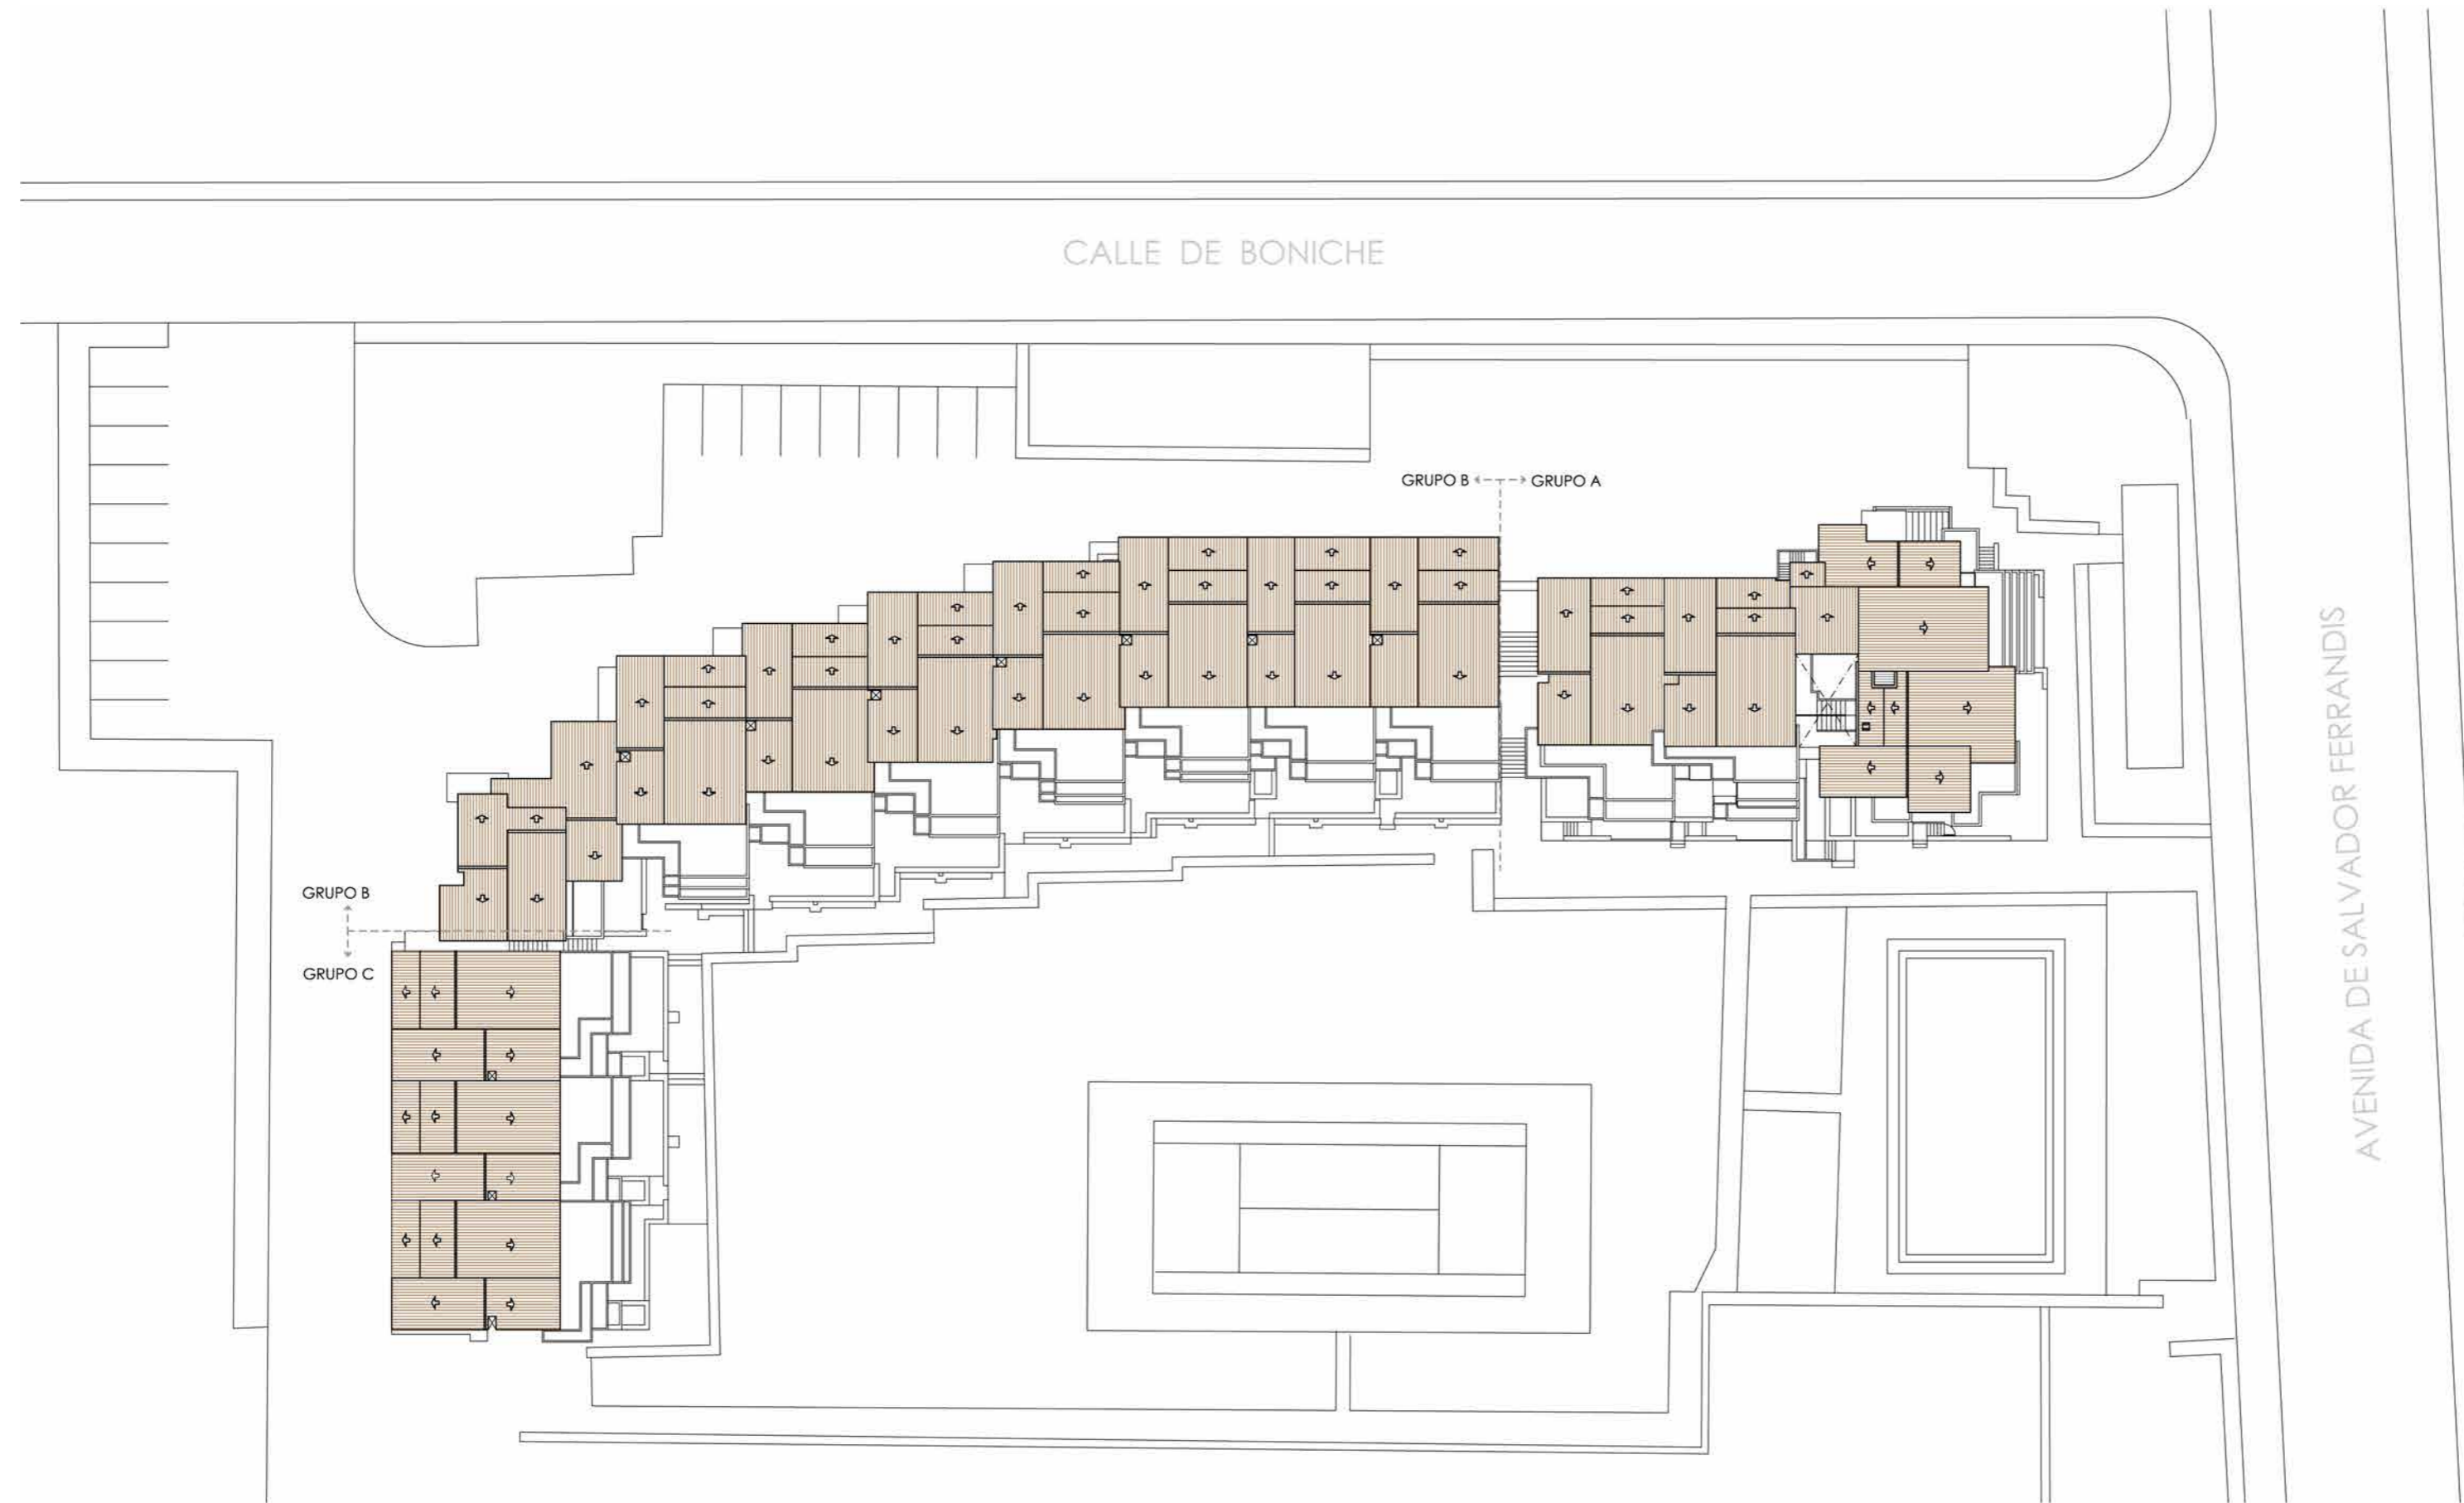 CALLE DE BONICHE
GRUPO B GRUPO A
AVENIDA DE SALVADOR FERRANDIS
GRUPO B
GRUPO C